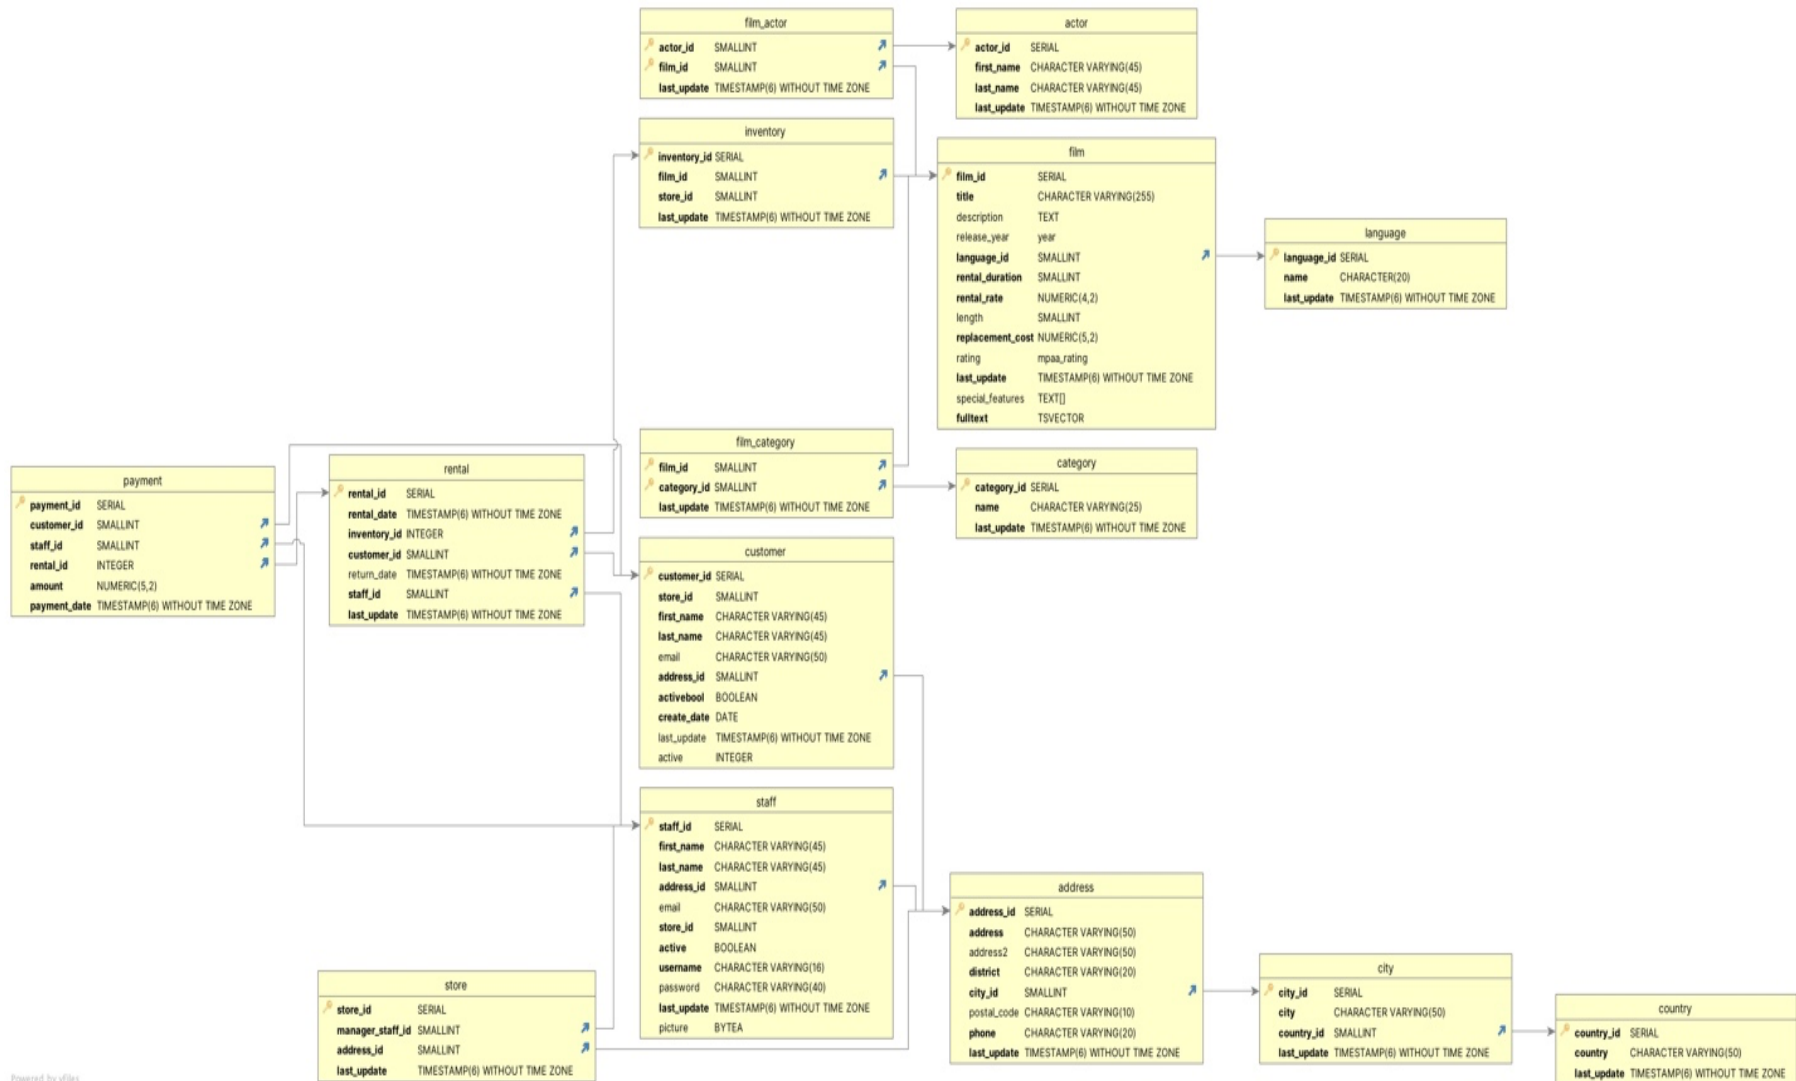 film_actor
actor_id SMALLINT
film_id SMALLINT
last_update TIMESTAMP(6) WITHOUT TIME ZONE
actor
actor_id SERIAL
first_name CHARACTER VARYING(45)
last_name CHARACTER VARYING(45)
last_update TIMESTAMP(6) WITHOUT TIME ZONE
inventory
inventory_id SERIAL
film_id SMALLINT
store_id SMALLINT
last_update TIMESTAMP(6) WITHOUT TIME ZONE
film
film_id SERIAL
title CHARACTER VARYING(255)
description TEXT
release_year year
language_id SMALLINT
rental_duration SMALLINT
rental_rate NUMERIC(4,2)
length SMALLINT
replacement_cost NUMERIC(5,2)
rating mpaa_rating
last_update TIMESTAMP(6) WITHOUT TIME ZONE
special_features TEXT[]
fulltext TSVECTOR
language
language_id SERIAL
name CHARACTER(20)
last_update TIMESTAMP(6) WITHOUT TIME ZONE
payment
payment_id SERIAL
customer_id SMALLINT
staff_id SMALLINT
rental_id INTEGER
amount NUMERIC(5,2)
payment_date TIMESTAMP(6) WITHOUT TIME ZONE
rental
rental_id SERIAL
rental_date TIMESTAMP(6) WITHOUT TIME ZONE
inventory_id INTEGER
customer_id SMALLINT
return_date TIMESTAMP(6) WITHOUT TIME ZONE
staff_id SMALLINT
last_update TIMESTAMP(6) WITHOUT TIME ZONE
film_category
film_id SMALLINT
category_id SMALLINT
last_update TIMESTAMP(6) WITHOUT TIME ZONE
category
category_id SERIAL
name CHARACTER VARYING(25)
last_update TIMESTAMP(6) WITHOUT TIME ZONE
customer
customer_id SERIAL
store_id SMALLINT
first_name CHARACTER VARYING(45)
last_name CHARACTER VARYING(45)
email CHARACTER VARYING(50)
address_id SMALLINT
activebool BOOLEAN
create_date DATE
last_update TIMESTAMP(6) WITHOUT TIME ZONE
active INTEGER
staff
staff_id SERIAL
first_name CHARACTER VARYING(45)
last_name CHARACTER VARYING(45)
address_id SMALLINT
email CHARACTER VARYING(50)
store_id SMALLINT
active BOOLEAN
username CHARACTER VARYING(16)
password CHARACTER VARYING(40)
last_update TIMESTAMP(6) WITHOUT TIME ZONE
picture BYTEA
store
store_id SERIAL
manager_staff_id SMALLINT
address_id SMALLINT
last_update TIMESTAMP(6) WITHOUT TIME ZONE
address
address_id SERIAL
address CHARACTER VARYING(50)
address2 CHARACTER VARYING(50)
district CHARACTER VARYING(20)
city_id SMALLINT
postal_code CHARACTER VARYING(10)
phone CHARACTER VARYING(20)
last_update TIMESTAMP(6) WITHOUT TIME ZONE
city
city_id SERIAL
city CHARACTER VARYING(50)
country_id SMALLINT
last_update TIMESTAMP(6) WITHOUT TIME ZONE
country
country_id SERIAL
country CHARACTER VARYING(50)
last_update TIMESTAMP(6) WITHOUT TIME ZONE
Powered by yFiles